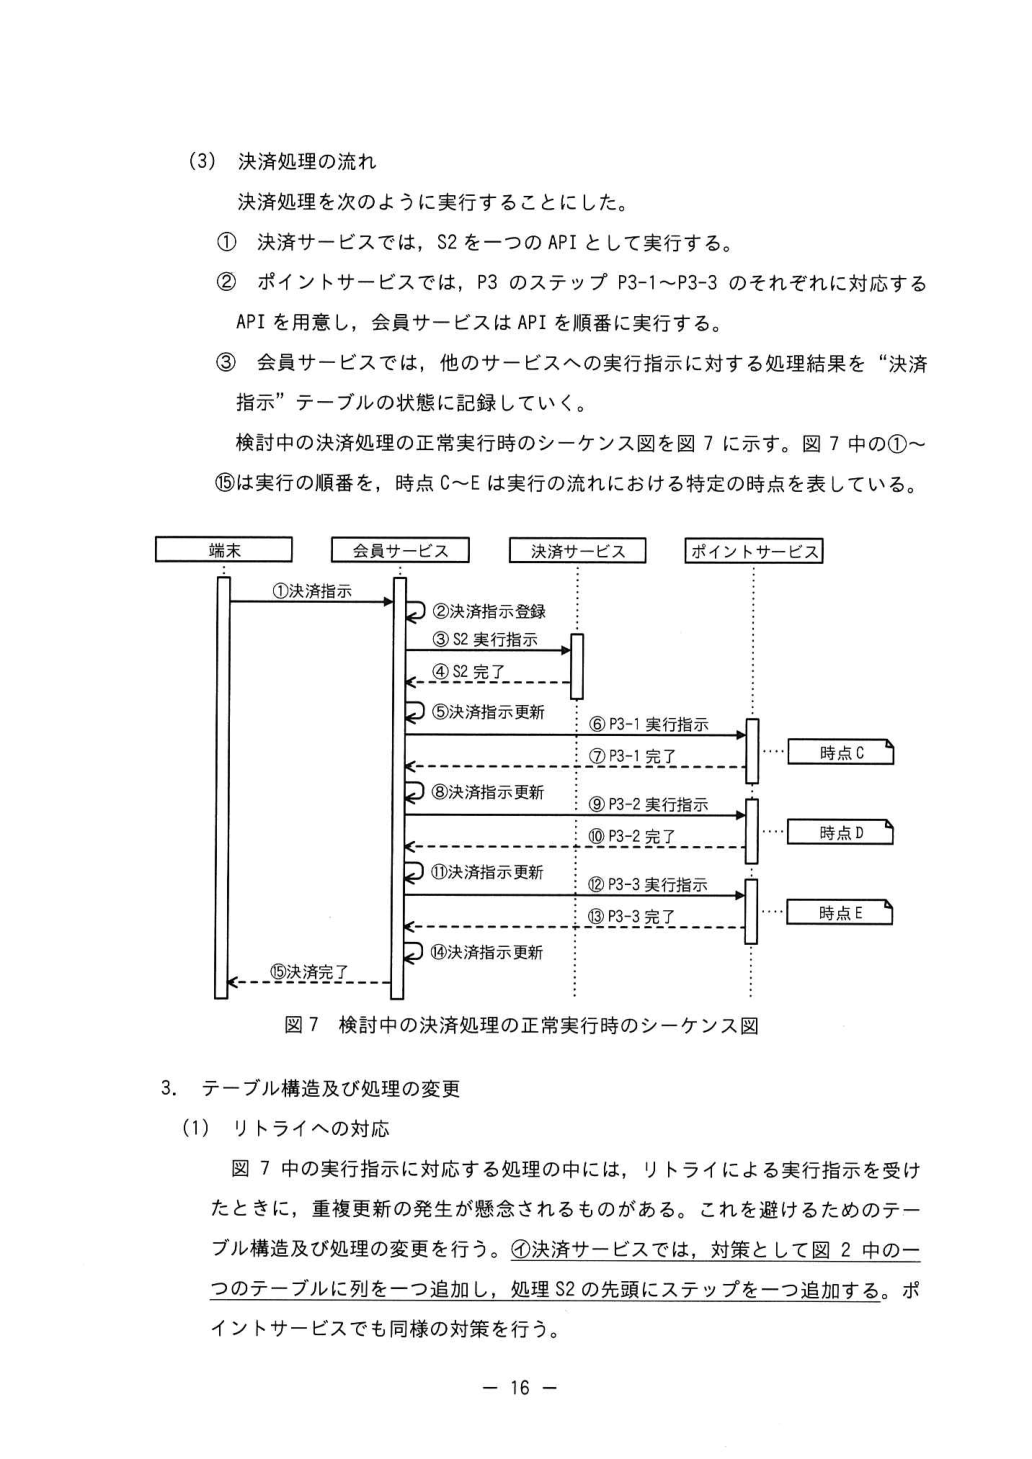 (3) 決済処理の流れ
決済処理を次のように実行することにした。
① 決済サービスでは，S2 を一つの API として実行する。
② ポイントサービスでは，P3 のステップ P3-1～P3-3 のそれぞれに対応する
API を用意し，会員サービスは API を順番に実行する。
③ 会員サービスでは，他のサービスへの実行指示に対する処理結果を“決済
指示”テーブルの状態に記録していく。
検討中の決済処理の正常実行時のシーケンス図を図 7 に示す。図 7 中の①～
⑮は実行の順番を，時点 C～E は実行の流れにおける特定の時点を表している。
端末 会員サービス 決済サービス ポイントサービス
①決済指示
②決済指示登録
③ S2 実行指示
④ S2 完了
⑤決済指示更新
⑥ P3-1 実行指示
⑦ P3-1 完了
時点 C
⑧決済指示更新
⑨ P3-2 実行指示
⑩ P3-2 完了
時点 D
⑪決済指示更新
⑫ P3-3 実行指示
⑬ P3-3 完了
時点 E
⑭決済指示更新
⑮決済完了
図 7 検討中の決済処理の正常実行時のシーケンス図
3. テーブル構造及び処理の変更
(1) リトライへの対応
図 7 中の実行指示に対応する処理の中には，リトライによる実行指示を受け
たときに，重複更新の発生が懸念されるものがある。これを避けるためのテー
ブル構造及び処理の変更を行う。㋑決済サービスでは，対策として図 2 中の一
つのテーブルに列を一つ追加し，処理 S2 の先頭にステップを一つ追加する。ポ
イントサービスでも同様の対策を行う。
－ 16 －